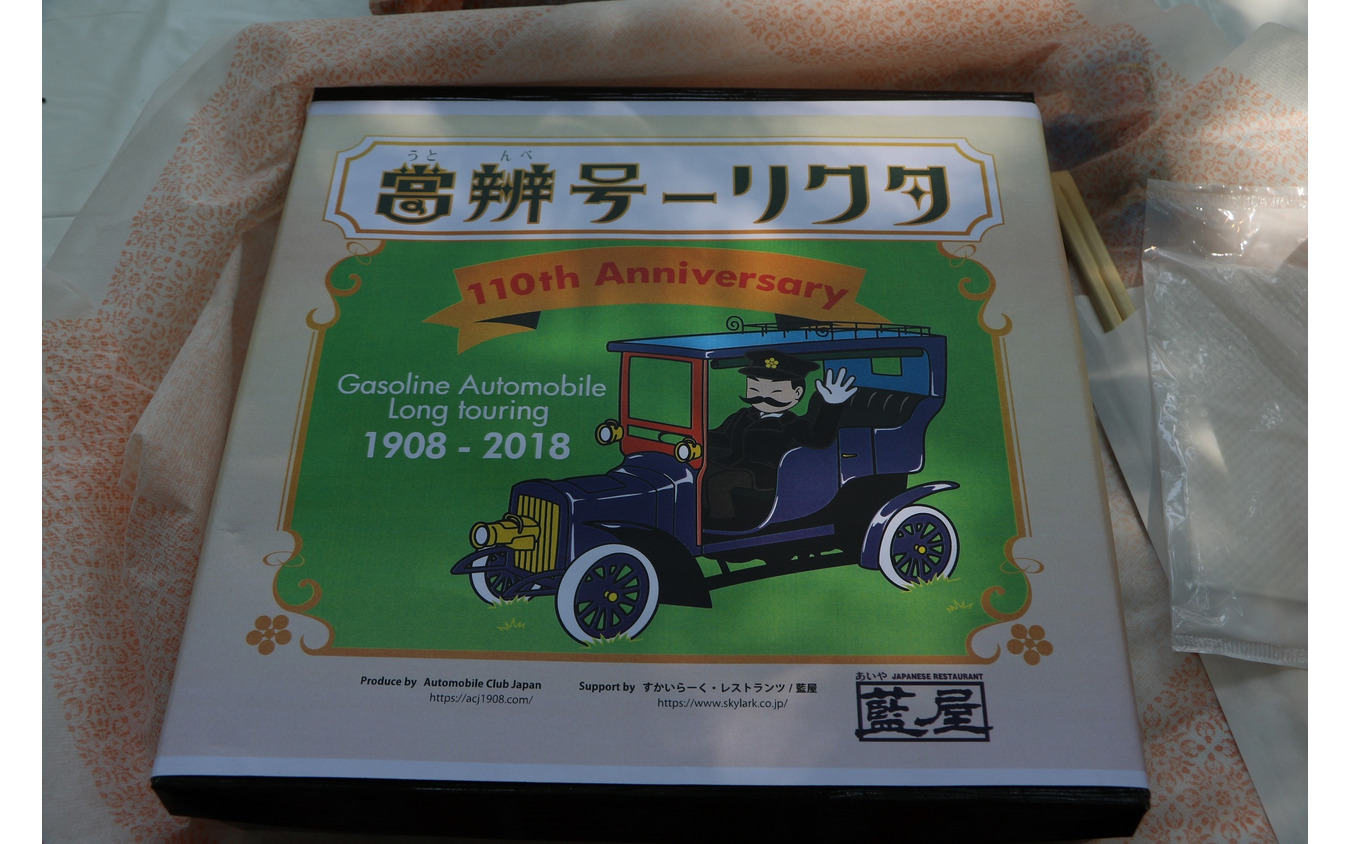 べん とう
タクリー号辨當
110th Anniversary
Gasoline Automobile
Long touring
1908 - 2018
Produce by Automobile Club Japan
https://acj1908.com/
Support by すかいらーく・レストランツ / 藍屋
https://www.skylark.co.jp/
あいや JAPANESE RESTAURANT
藍屋